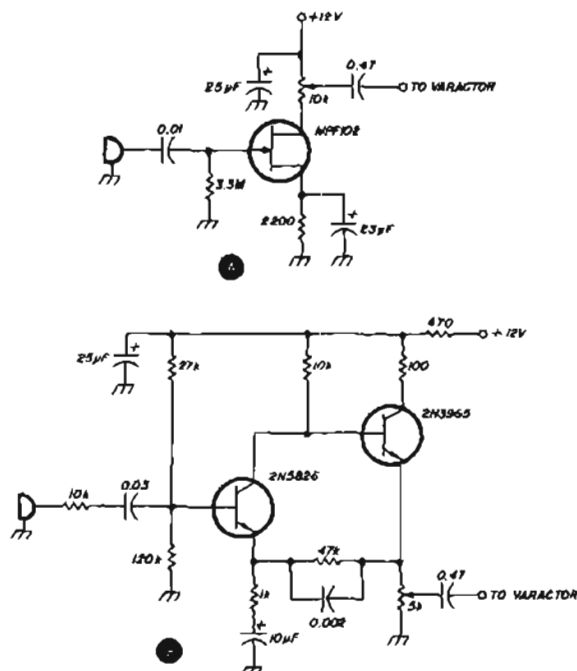 +12V
25µF +
0.47
10k
TO VARACTOR
MPF102
0.01
3.3M
2200
+
25µF
A
470
+12V
25µF +
27k
10k
100
2N3965
2N5826
10k
0.03
120k
47k
0.002
0.47
TO VARACTOR
5k
1k
+
10µF